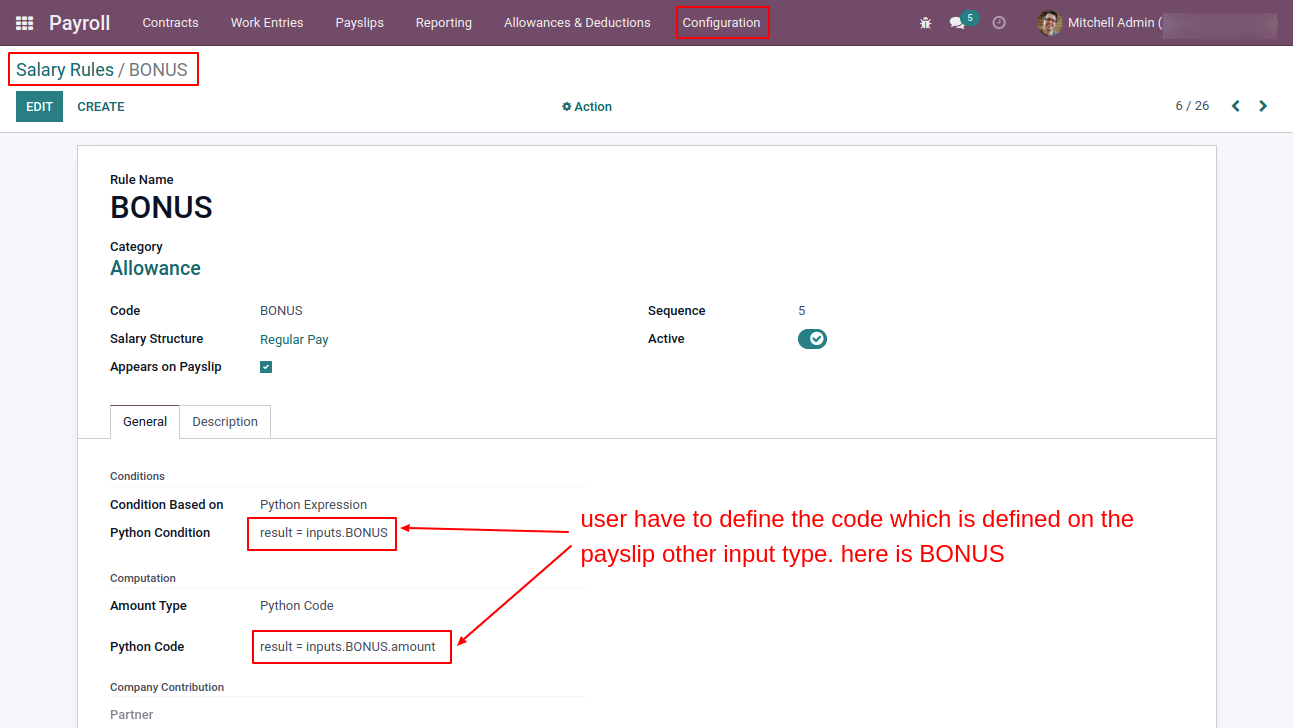 Payroll Contracts Work Entries Payslips Reporting Allowances & Deductions Configuration 5 Mitchell Admin (
Salary Rules / BONUS
EDIT CREATE Action 6 / 26
Rule Name
BONUS
Category
Allowance
Code BONUS Sequence 5
Salary Structure Regular Pay Active
Appears on Payslip
General Description
Conditions
Condition Based on Python Expression
Python Condition result = inputs.BONUS
user have to define the code which is defined on the
payslip other input type. here is BONUS
Computation
Amount Type Python Code
Python Code result = inputs.BONUS.amount
Company Contribution
Partner